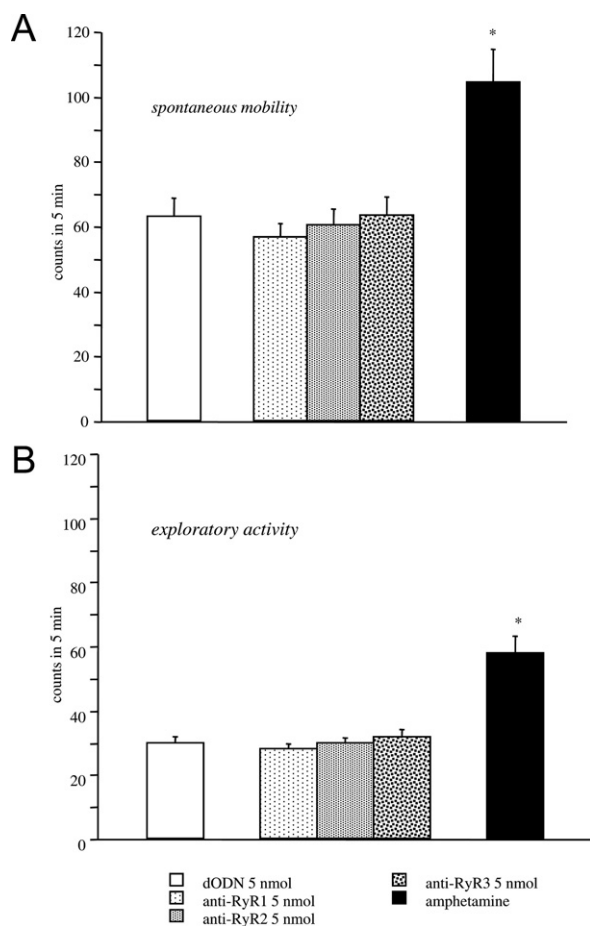 A
120
100
80
60
40
20
0
counts in 5 min
spontaneous mobility
*
B
120
100
80
60
40
20
0
counts in 5 min
exploratory activity
*
dODN 5 nmol
anti-RyR1 5 nmol
anti-RyR2 5 nmol
anti-RyR3 5 nmol
amphetamine